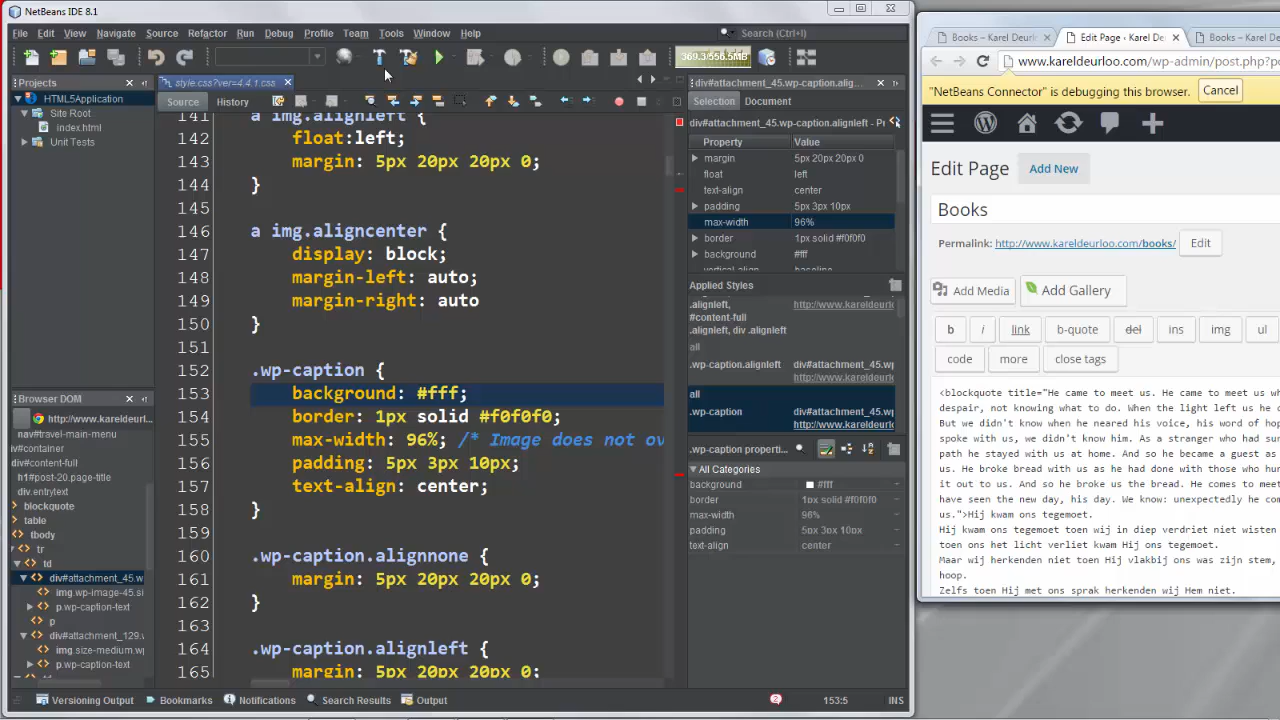 NetBeans IDE 8.1
File Edit View Navigate Source Refactor Run Debug Profile Team Tools Window Help
Search (Ctrl+I)
369.3/556.5MB
Projects
HTML5Application
Site Root
index.html
Unit Tests
Browser DOM
http://www.kareldeurl...
nav#travel-main-menu
#container
div#content-full
h1#post-20.page-title
div.entrytext
blockquote
table
tbody
tr
td
div#attachment_45.w
img.wp-image-45.si
p.wp-caption-text
p
div#attachment_129.
img.size-medium.w
p.wp-caption-text
style.css?ver=4.4.1.css
Source History
141 a img.alignleft {
142 float:left;
143 margin: 5px 20px 20px 0;
144 }
145
146 a img.aligncenter {
147 display: block;
148 margin-left: auto;
149 margin-right: auto
150 }
151
152 .wp-caption {
153 background: #fff;
154 border: 1px solid #f0f0f0;
155 max-width: 96%; /* Image does not ov
156 padding: 5px 3px 10px;
157 text-align: center;
158 }
159
160 .wp-caption.alignnone {
161 margin: 5px 20px 20px 0;
162 }
163
164 .wp-caption.alignleft {
165 margin: 5px 20px 20px 0;
div#attachment_45.wp-caption.alig...
Selection Document
div#attachment_45.wp-caption.alignleft - Pr
Property Value
margin 5px 20px 20px 0
float left
text-align center
padding 5px 3px 10px
max-width 96%
border 1px solid #f0f0f0
background #fff
vertical-align baseline
Applied Styles
.alignleft, http://www.kareldeurlo
#content-full
.alignleft, div .alignleft
all
.wp-caption.alignleft div#attachment_45.wp
http://www.kareldeurlo
all
.wp-caption div#attachment_45.wp
http://www.kareldeurlo
.wp-caption properties
All Categories
background #fff
border 1px solid #f0f0f0
max-width 96%
padding 5px 3px 10px
text-align center
Versioning Output Bookmarks Notifications Search Results Output
153:5 INS
Books – Karel Deurlo
Edit Page ‹ Karel Deurloo
Books – Karel Deurlo
www.kareldeurloo.com/wp-admin/post.php?po
"NetBeans Connector" is debugging this browser. Cancel
Edit Page Add New
Books
Permalink: http://www.kareldeurloo.com/books/ Edit
Add Media Add Gallery
b i link b-quote del ins img ul
code more close tags
<blockquote title="He came to meet us. He came to meet us wh
despair, not knowing what to do. When the light left us he c
But we didn't know when he neared his voice, his word of hop
spoke with us, we didn't know him. As a stranger who had suf
path he stayed with us at home. And so he became a guest as
us. He broke bread with us as he had done with those who hun
it out to us. And so he broke us the bread. He comes to meet
have seen the new day, his day. We know: unexpectedly he com
us.">Hij kwam ons tegemoet.
Hij kwam ons tegemoet toen wij in diep verdriet niet wisten
toen ons het licht verliet kwam Hij ons tegemoet.
Maar wij herkenden niet toen Hij vlakbij ons was zijn stem,
hoop.
Zelfs toen Hij met ons sprak herkenden wij Hem niet.